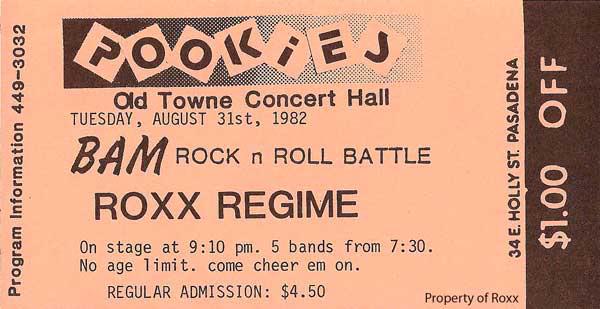 Program Information 449-3032
POOKiES
Old Towne Concert Hall
TUESDAY, AUGUST 31st, 1982
BAM ROCK n ROLL BATTLE
ROXX REGIME
On stage at 9:10 pm. 5 bands from 7:30.
No age limit. come cheer em on.
REGULAR ADMISSION: $4.50
34 E. HOLLY ST. PASADENA
$1.00 OFF
Property of Roxx